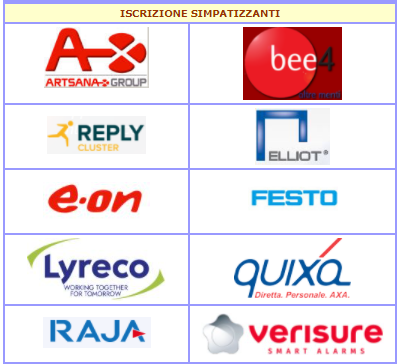 ISCRIZIONE SIMPATIZZANTI
ARTSANA GROUP
bee4
REPLY
CLUSTER
ELLIOT®
e·on
FESTO
Lyreco
WORKING TOGETHER
FOR TOMORROW
quixa
Diretta. Personale. AXA.
RAJA
verisure
SMART ALARMS